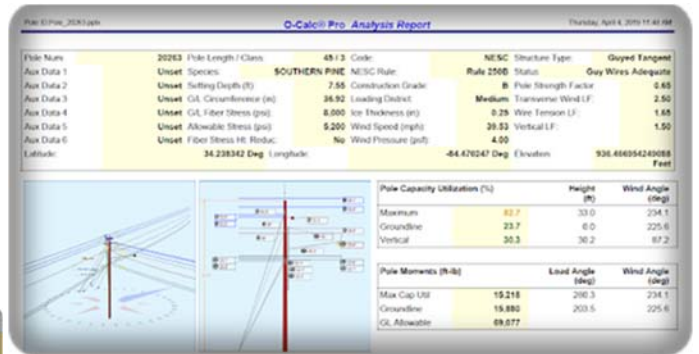 Pole ID:Pole_20263.pplx O-Calc® Pro Analysis Report Thursday, April 4, 2019 11:43 AM
Pole Num: 20263 Pole Length / Class: 45 / 3 Code: NESC Structure Type: Guyed Tangent
Aux Data 1 Unset Species: SOUTHERN PINE NESC Rule: Rule 250B Status Guy Wires Adequate
Aux Data 2 Unset Setting Depth (ft): 7.55 Construction Grade: B Pole Strength Factor 0.65
Aux Data 3 Unset G/L Circumference (in): 36.92 Loading District: Medium Transverse Wind LF: 2.50
Aux Data 4 Unset G/L Fiber Stress (psi): 8,000 Ice Thickness (in): 0.25 Wire Tension LF: 1.65
Aux Data 5 Unset Allowable Stress (psi): 5,200 Wind Speed (mph): 39.53 Vertical LF: 1.50
Aux Data 6 Unset Fiber Stress Ht. Reduc: No Wind Pressure (psf): 4.00
Latitude: 34.238342 Deg Longitude: Deg Elevation: Feet
Pole Capacity Utilization (%) Height (ft) Wind Angle (deg)
Maximum 82.7 33.0 234.1
Groundline 23.7 0.0 225.6
Vertical 30.3 30.2 87.2
Pole Moments (ft-lb) Load Angle (deg) Wind Angle (deg)
Max Cap Util 15,218 234.1
Groundline 15,880 203.5 225.6
GL Allowable 69,077